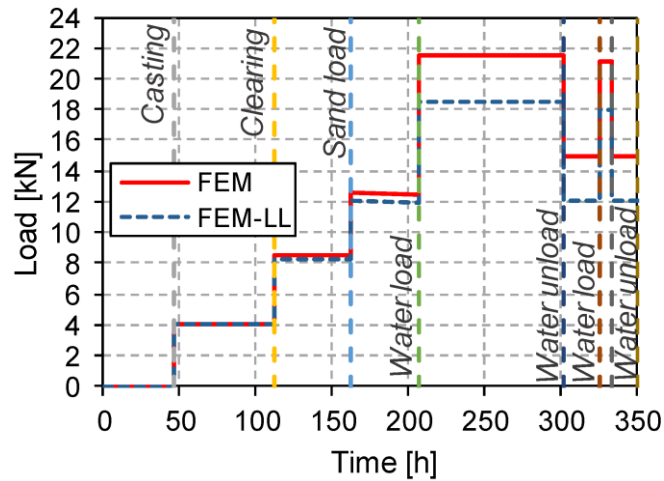 24
22
20
18
16
14
12
10
8
6
4
2
0
Load [kN]
Casting
Clearing
Sand load
Water load
Water unload
Water load
Water unload
FEM
FEM-LL
0 50 100 150 200 250 300 350
Time [h]